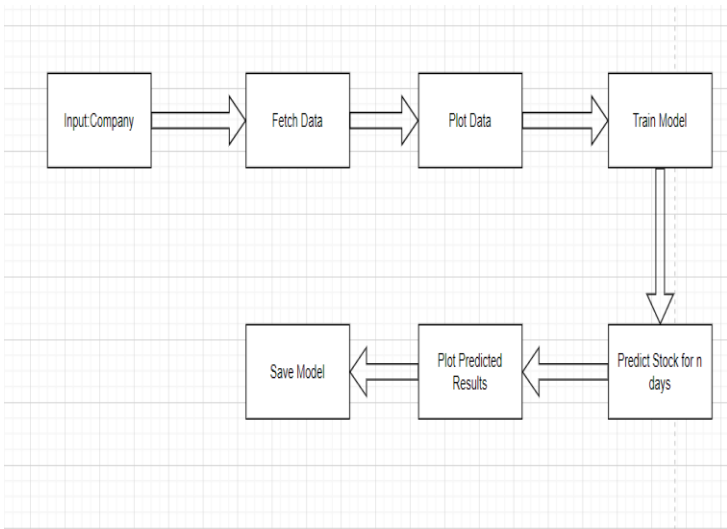 Input:Company
Fetch Data
Plot Data
Train Model
Save Model
Plot Predicted
Results
Predict Stock for n
days